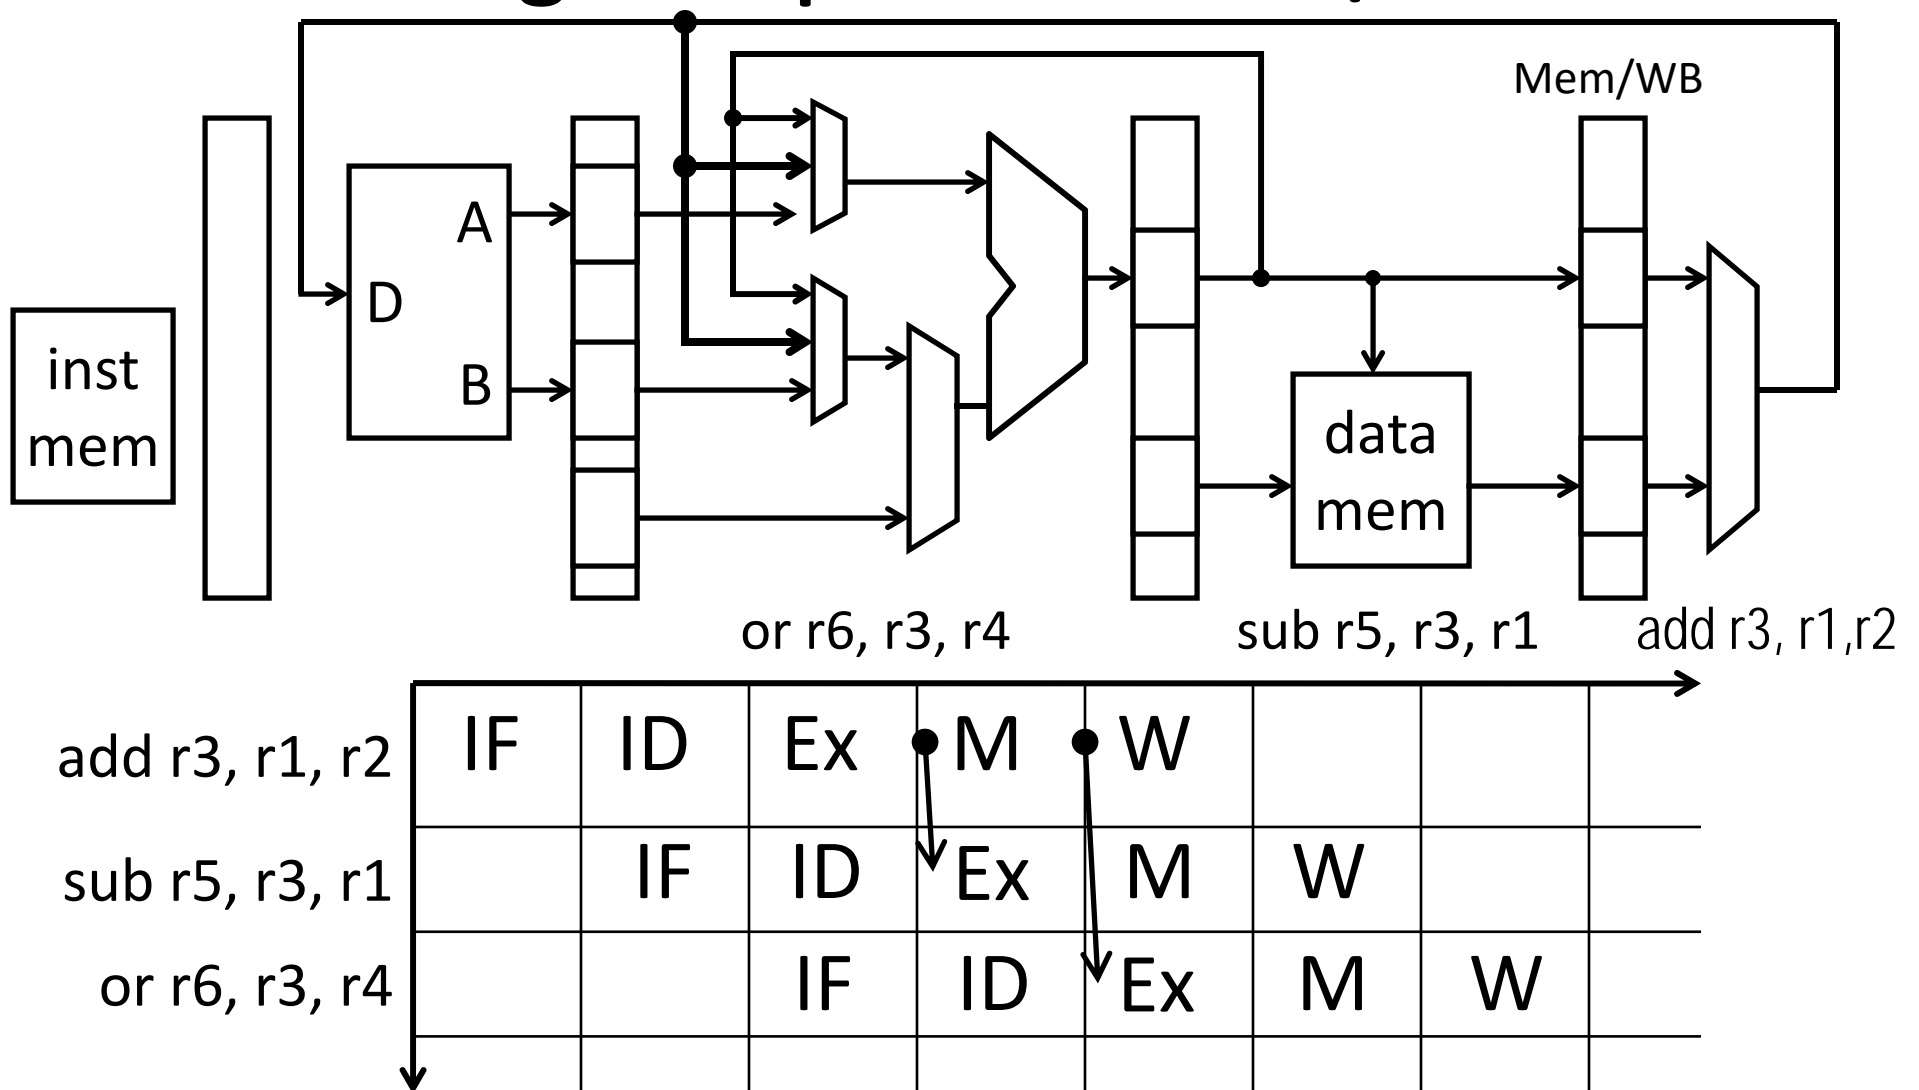 Mem/WB
A
D
B
inst
mem
data
mem
or r6, r3, r4
sub r5, r3, r1
add r3, r1,r2
add r3, r1, r2 IF ID Ex M W
sub r5, r3, r1 IF ID Ex M W
or r6, r3, r4 IF ID Ex M W